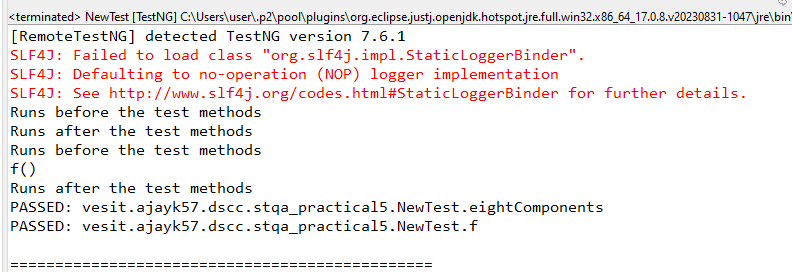 <terminated> NewTest [TestNG] C:\Users\user\.p2\pool\plugins\org.eclipse.justj.openjdk.hotspot.jre.full.win32.x86_64_17.0.8.v20230831-1047\jre\bin\
[RemoteTestNG] detected TestNG version 7.6.1
SLF4J: Failed to load class "org.slf4j.impl.StaticLoggerBinder".
SLF4J: Defaulting to no-operation (NOP) logger implementation
SLF4J: See http://www.slf4j.org/codes.html#StaticLoggerBinder for further details.
Runs before the test methods
Runs after the test methods
Runs before the test methods
f()
Runs after the test methods
PASSED: vesit.ajayk57.dscc.stqa_practical5.NewTest.eightComponents
PASSED: vesit.ajayk57.dscc.stqa_practical5.NewTest.f
===============================================